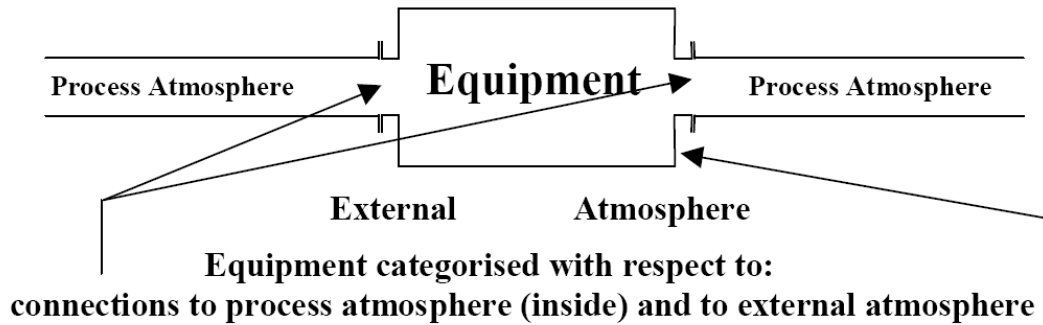 Process Atmosphere Equipment Process Atmosphere
External Atmosphere
Equipment categorised with respect to:
connections to process atmosphere (inside) and to external atmosphere